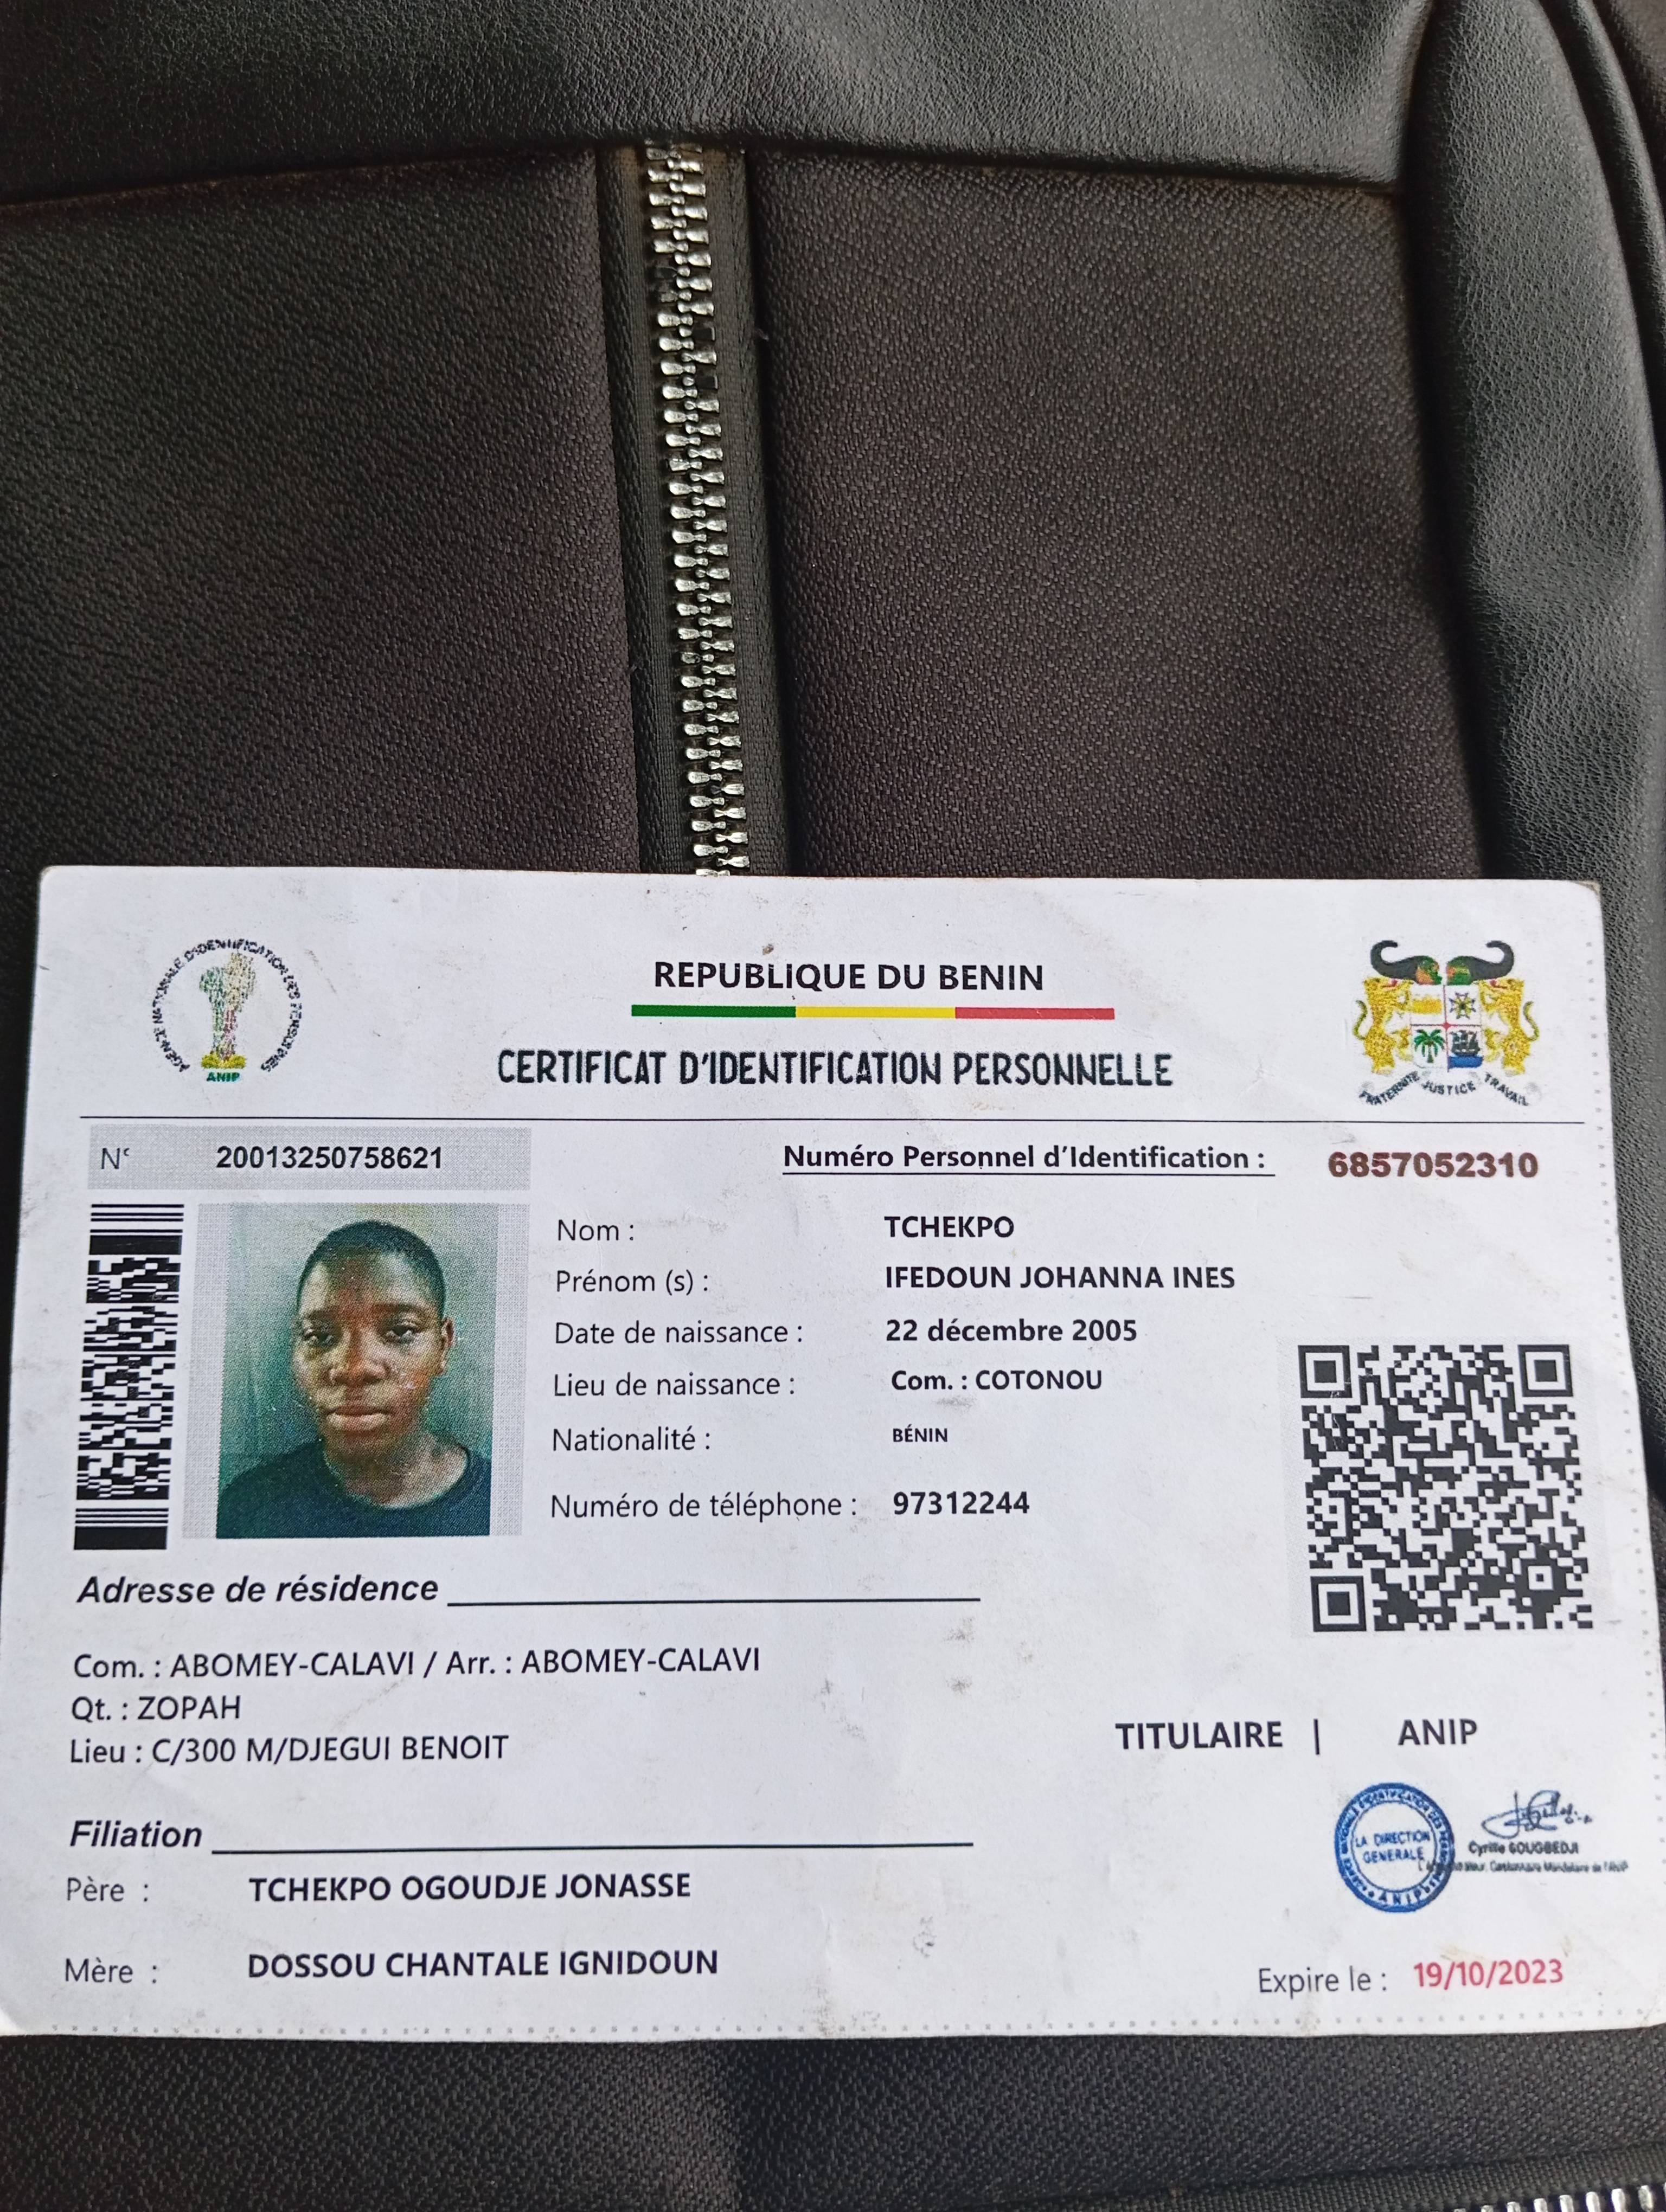 AGENCE NATIONALE D'IDENTIFICATION DES PERSONNES
ANIP
REPUBLIQUE DU BENIN
CERTIFICAT D'IDENTIFICATION PERSONNELLE
FRATERNITE JUSTICE TRAVAIL
N° 20013250758621
Numéro Personnel d'Identification : 6857052310
Nom : TCHEKPO
Prénom (s) : IFEDOUN JOHANNA INES
Date de naissance : 22 décembre 2005
Lieu de naissance : Com. : COTONOU
Nationalité : BÉNIN
Numéro de téléphone : 97312244
Adresse de résidence
Com. : ABOMEY-CALAVI / Arr. : ABOMEY-CALAVI
Qt. : ZOPAH
Lieu : C/300 M/DJEGUI BENOIT
TITULAIRE | ANIP
LA DIRECTION
GENERALE
ANIP
Cyrille GOUGBEDJI
Filiation
Père : TCHEKPO OGOUDJE JONASSE
Mère : DOSSOU CHANTALE IGNIDOUN
Expire le : 19/10/2023